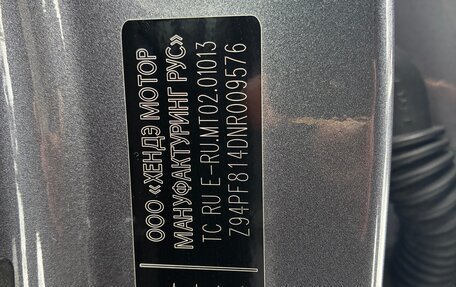 ООО «ХЕНДЭ МОТОР
МАНУФАКТУРИНГ РУС»
ТС RU E-RU.MT02.01013
Z94PF814DNR009576